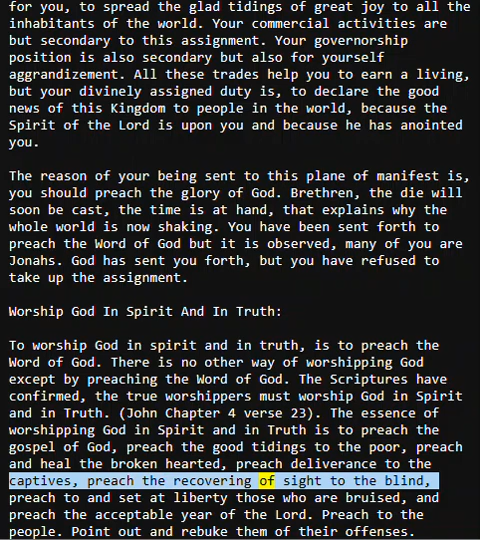 for you, to spread the glad tidings of great joy to all the
inhabitants of the world. Your commercial activities are
but secondary to this assignment. Your governorship
position is also secondary but also for yourself
aggrandizement. All these trades help you to earn a living,
but your divinely assigned duty is, to declare the good
news of this Kingdom to people in the world, because the
Spirit of the Lord is upon you and because he has anointed
you.
The reason of your being sent to this plane of manifest is,
you should preach the glory of God. Brethren, the die will
soon be cast, the time is at hand, that explains why the
whole world is now shaking. You have been sent forth to
preach the Word of God but it is observed, many of you are
Jonahs. God has sent you forth, but you have refused to
take up the assignment.
Worship God In Spirit And In Truth:
To worship God in spirit and in truth, is to preach the
Word of God. There is no other way of worshipping God
except by preaching the Word of God. The Scriptures have
confirmed, the true worshippers must worship God in Spirit
and in Truth. (John Chapter 4 verse 23). The essence of
worshipping God in Spirit and in Truth is to preach the
gospel of God, preach the good tidings to the poor, preach
and heal the broken hearted, preach deliverance to the
captives, preach the recovering of sight to the blind,
preach to and set at liberty those who are bruised, and
preach the acceptable year of the Lord. Preach to the
people. Point out and rebuke them of their offenses.